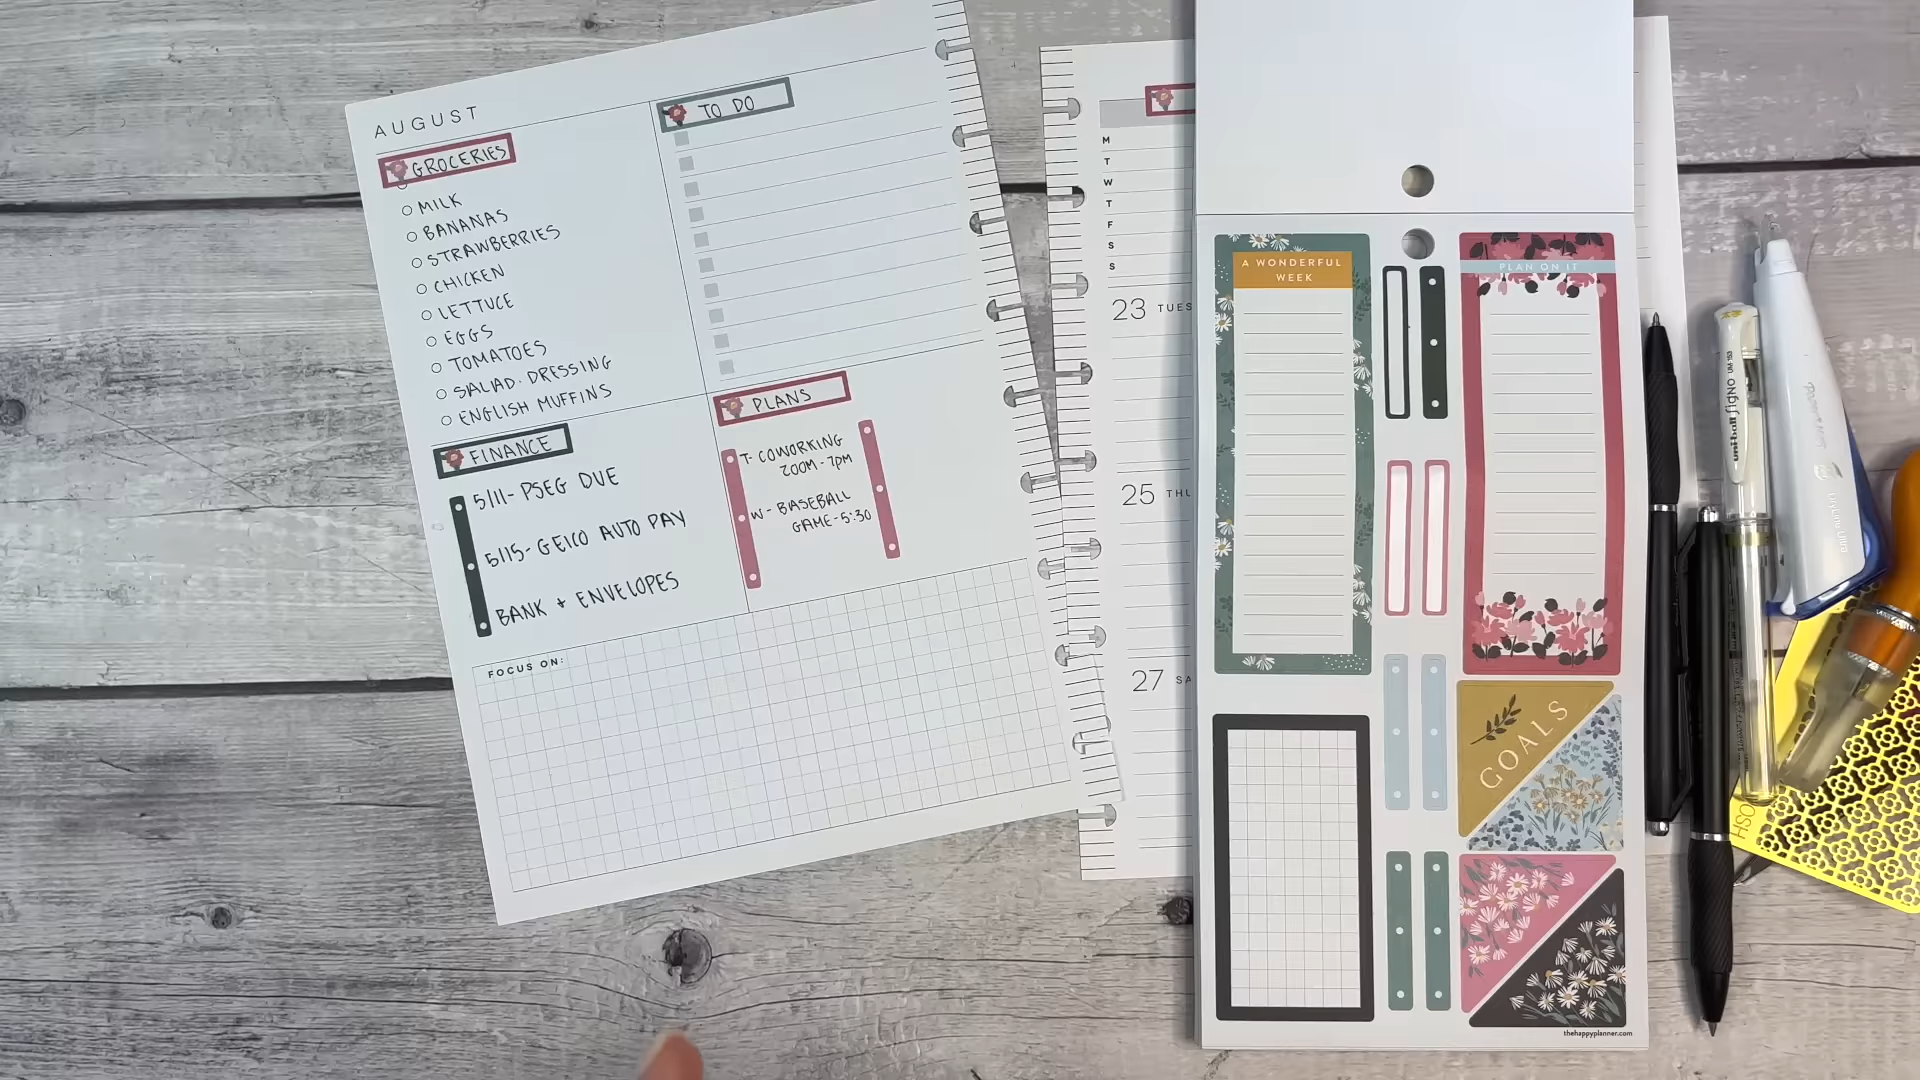 AUGUST
GROCERIES
MILK
BANANAS
STRAWBERRIES
CHICKEN
LETTUCE
EGGS
TOMATOES
SALAD. DRESSING
ENGLISH MUFFINS
TO DO
FINANCE
5/11- PSEG DUE
5/15- GEICO AUTO PAY
BANK + ENVELOPES
PLANS
T- COWORKING
ZOOM - 7PM
W- BASEBALL
GAME-5:30
FOCUS ON:
M
T
W
T
F
S
S
23 TUES
25 THU
27 SA
A WONDERFUL
WEEK
PLAN ON IT
GOALS
thehappyplanner.com
uni-ball SIGNO UM-153